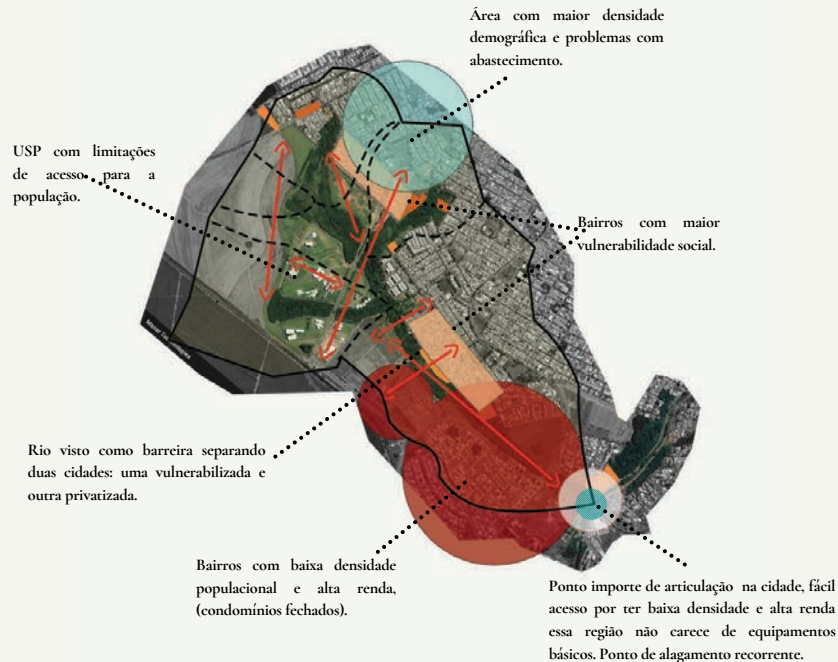 Área com maior densidade
demográfica e problemas com
abastecimento.
USP com limitações
de acesso para a
população.
Bairros com maior
vulnerabilidade social.
Rio visto como barreira separando
duas cidades: uma vulnerabilizada e
outra privatizada.
Bairros com baixa densidade
populacional e alta renda,
(condomínios fechados).
Ponto importe de articulação na cidade, fácil
acesso por ter baixa densidade e alta renda
essa região não carece de equipamentos
básicos. Ponto de alagamento recorrente.